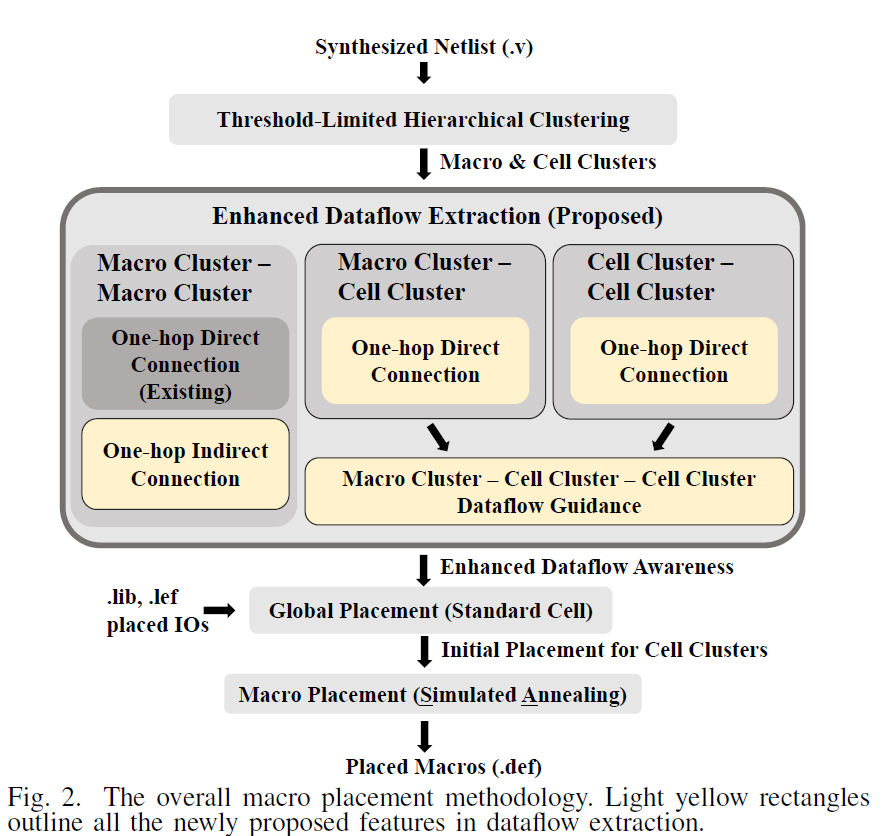 Synthesized Netlist (.v)
Threshold-Limited Hierarchical Clustering
Macro & Cell Clusters
Enhanced Dataflow Extraction (Proposed)
Macro Cluster –
Macro Cluster
One-hop Direct
Connection
(Existing)
One-hop Indirect
Connection
Macro Cluster –
Cell Cluster
One-hop Direct
Connection
Cell Cluster –
Cell Cluster
One-hop Direct
Connection
Macro Cluster – Cell Cluster – Cell Cluster
Dataflow Guidance
Enhanced Dataflow Awareness
.lib, .lef
placed IOs
Global Placement (Standard Cell)
Initial Placement for Cell Clusters
Macro Placement (Simulated Annealing)
Placed Macros (.def)
Fig. 2. The overall macro placement methodology. Light yellow rectangles
outline all the newly proposed features in dataflow extraction.